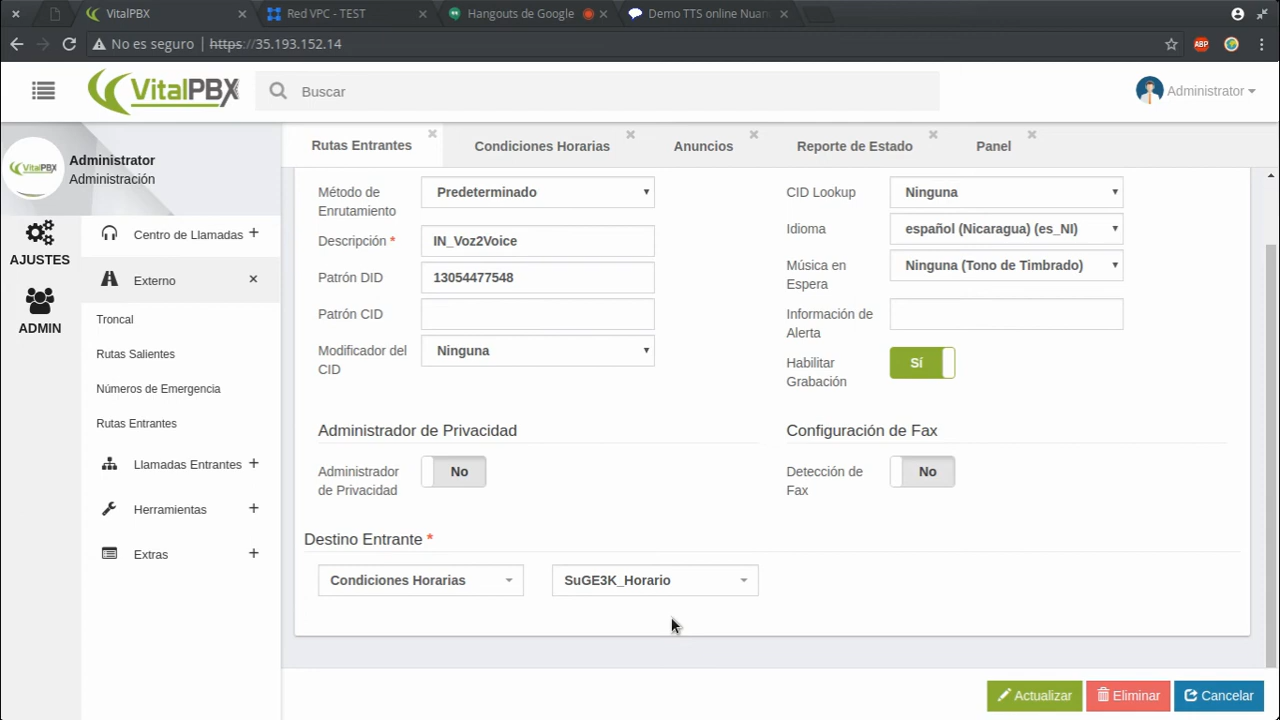 VitalPBX
Red VPC - TEST
Hangouts de Google
Demo TTS online Nuan
No es seguro
https://35.193.152.14
ABP
VitalPBX
Buscar
Administrator
VitalPBX
Administrator
Administración
AJUSTES
ADMIN
Centro de Llamadas
Externo
Troncal
Rutas Salientes
Números de Emergencia
Rutas Entrantes
Llamadas Entrantes
Herramientas
Extras
Rutas Entrantes
Condiciones Horarias
Anuncios
Reporte de Estado
Panel
Método de
Enrutamiento
Predeterminado
Descripción *
IN_Voz2Voice
Patrón DID
13054477548
Patrón CID
Modificador del
CID
Ninguna
CID Lookup
Ninguna
Idioma
español (Nicaragua) (es_NI)
Música en
Espera
Ninguna (Tono de Timbrado)
Información de
Alerta
Habilitar
Grabación
Sí
Administrador de Privacidad
Administrador
de Privacidad
No
Configuración de Fax
Detección de
Fax
No
Destino Entrante *
Condiciones Horarias
SuGE3K_Horario
Actualizar
Eliminar
Cancelar